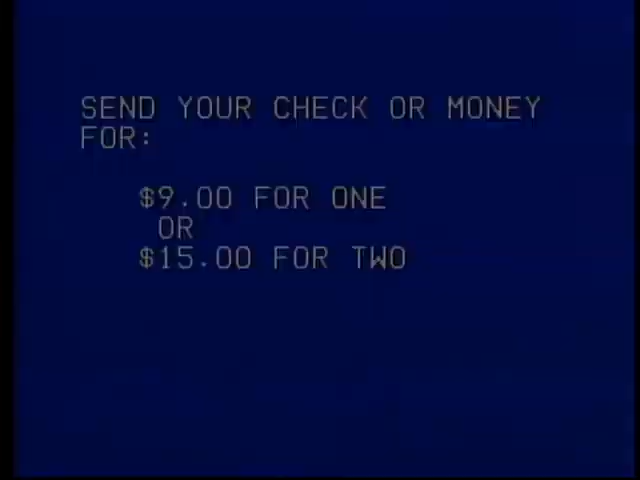 SEND YOUR CHECK OR MONEY
FOR:
$9.00 FOR ONE
OR
$15.00 FOR TWO